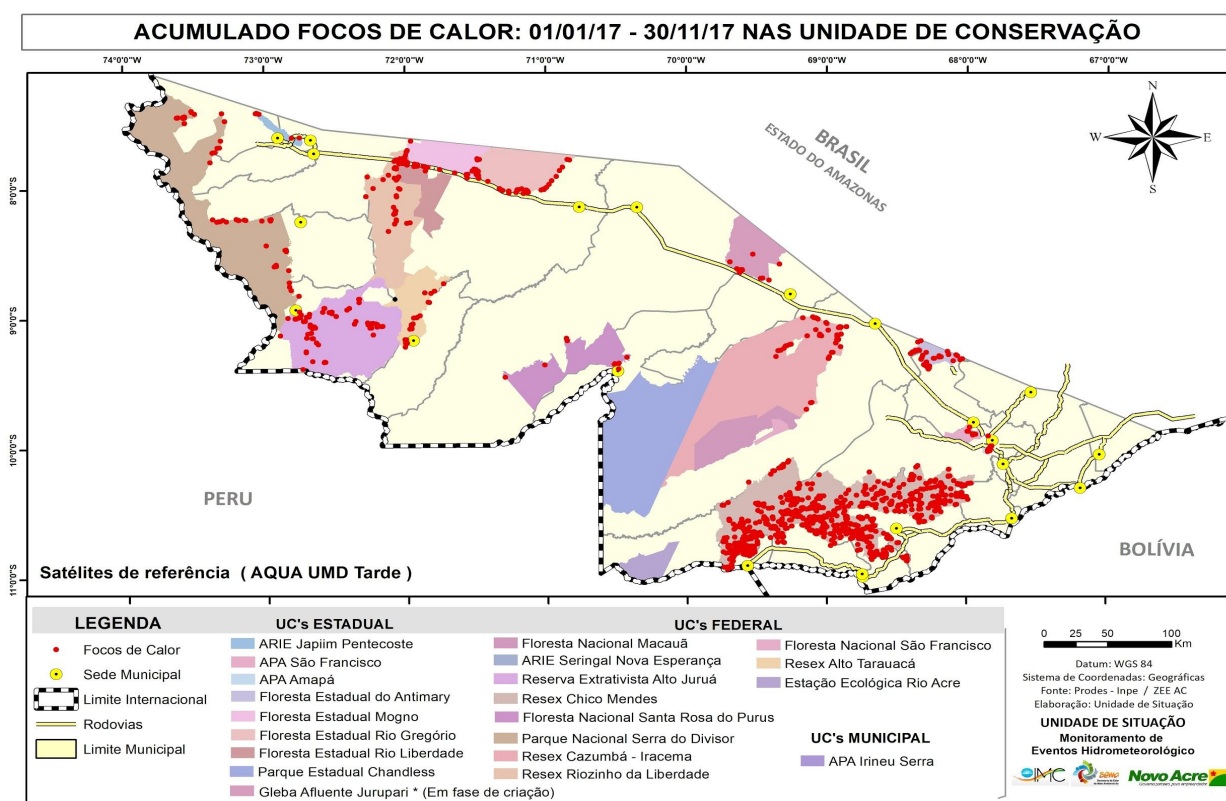 ACUMULADO FOCOS DE CALOR: 01/01/17 - 30/11/17 NAS UNIDADE DE CONSERVAÇÃO
74°0'0"W
73°0'0"W
72°0'0"W
71°0'0"W
70°0'0"W
69°0'0"W
68°0'0"W
67°0'0"W
8°0'0"S
9°0'0"S
10°0'0"S
11°0'0"S
N
W
E
S
BRASIL
ESTADO DO AMAZONAS
PERU
BOLÍVIA
Satélites de referência ( AQUA UMD Tarde )
LEGENDA
Focos de Calor
Sede Municipal
Limite Internacional
Rodovias
Limite Municipal
UC's ESTADUAL
ARIE Japiim Pentecoste
APA São Francisco
APA Amapá
Floresta Estadual do Antimary
Floresta Estadual Mogno
Floresta Estadual Rio Gregório
Floresta Estadual Rio Liberdade
Parque Estadual Chandless
Gleba Afluente Jurupari * (Em fase de criação)
UC's FEDERAL
Floresta Nacional Macauã
ARIE Seringal Nova Esperança
Reserva Extrativista Alto Juruá
Resex Chico Mendes
Floresta Nacional Santa Rosa do Purus
Parque Nacional Serra do Divisor
Resex Cazumbá - Iracema
Resex Riozinho da Liberdade
Floresta Nacional São Francisco
Resex Alto Tarauacá
Estação Ecológica Rio Acre
UC's MUNICIPAL
APA Irineu Serra
0 25 50 100
Km
Datum: WGS 84
Sistema de Coordenadas: Geográficas
Fonte: Prodes - Inpe / ZEE AC
Elaboração: Unidade de Situação
UNIDADE DE SITUAÇÃO
Monitoramento de
Eventos Hidrometeorológico
IMC
sema
Novo Acre